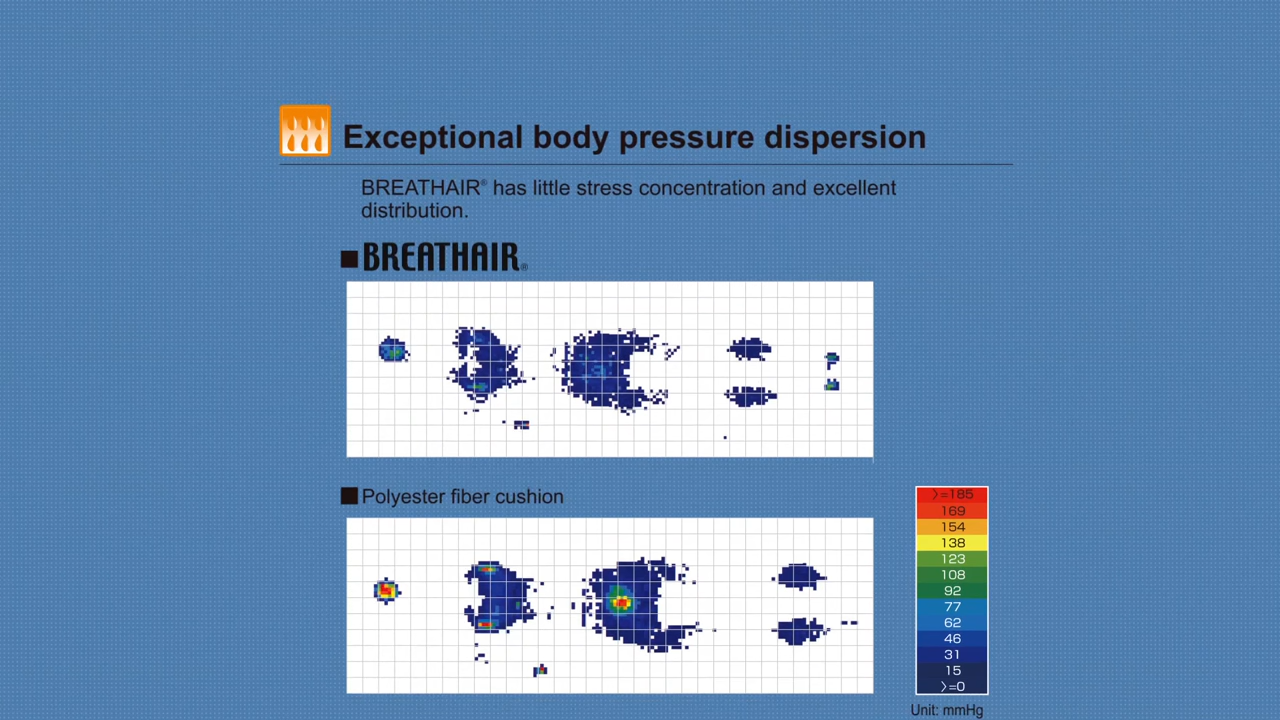 Exceptional body pressure dispersion
BREATHAIR® has little stress concentration and excellent
distribution.
■BREATHAIR®
■Polyester fiber cushion
>=185
169
154
138
123
108
92
77
62
46
31
15
>=0
Unit: mmHg